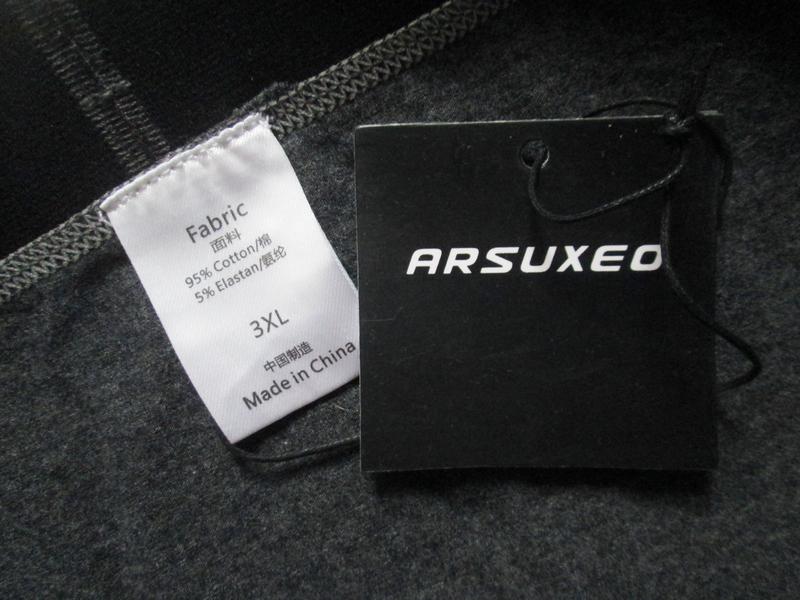 Fabric
面料
95% Cotton/棉
5% Elastan/氨纶
3XL
中国制造
Made in China
ARSUXEO